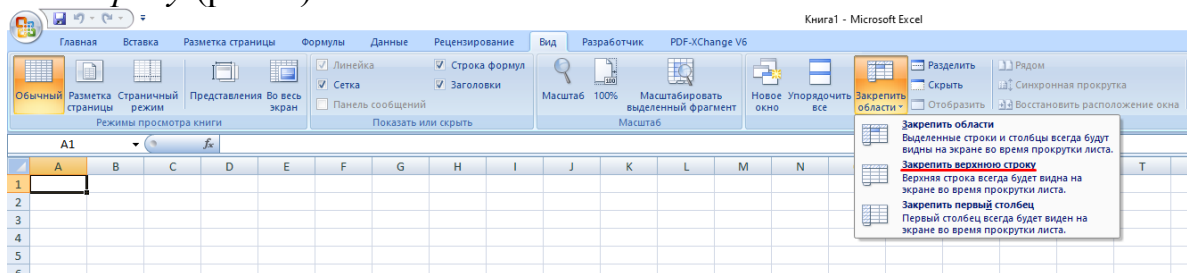 Книга1 - Microsoft Excel
Главная Вставка Разметка страницы Формулы Данные Рецензирование Вид Разработчик PDF-XChange V6
Обычный Разметка страницы Страничный режим Представления Во весь экран
Линейка
Сетка
Панель сообщений
Строка формул
Заголовки
Масштаб 100% Масштабировать выделенный фрагмент
Новое окно Упорядочить все Закрепить области
Разделить
Скрыть
Отобразить
Рядом
Синхронная прокрутка
Восстановить расположение окна
Режимы просмотра книги Показать или скрыть Масштаб
Закрепить области
Выделенные строки и столбцы всегда будут
видны на экране во время прокрутки листа.
Закрепить верхнюю строку
Верхняя строка всегда будет видна на
экране во время прокрутки листа.
Закрепить первый столбец
Первый столбец всегда будет виден на
экране во время прокрутки листа.
A1 fx
A B C D E F G H I J K L M N T
1
2
3
4
5